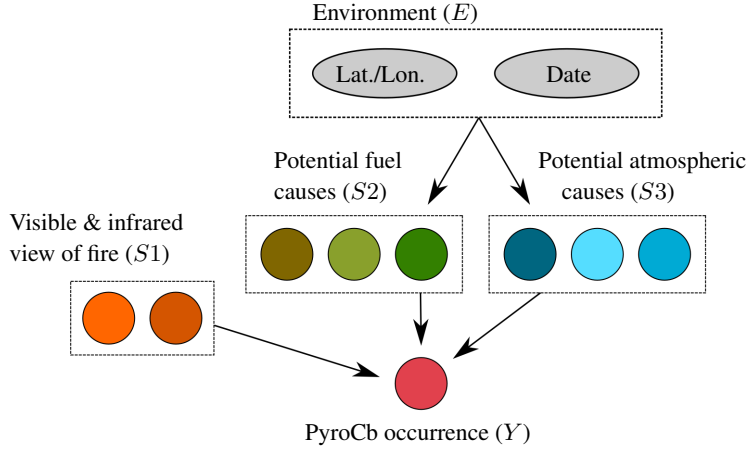 Environment (E)
Lat./Lon.
Date
Potential fuel
causes (S2)
Potential atmospheric
causes (S3)
Visible & infrared
view of fire (S1)
PyroCb occurrence (Y)